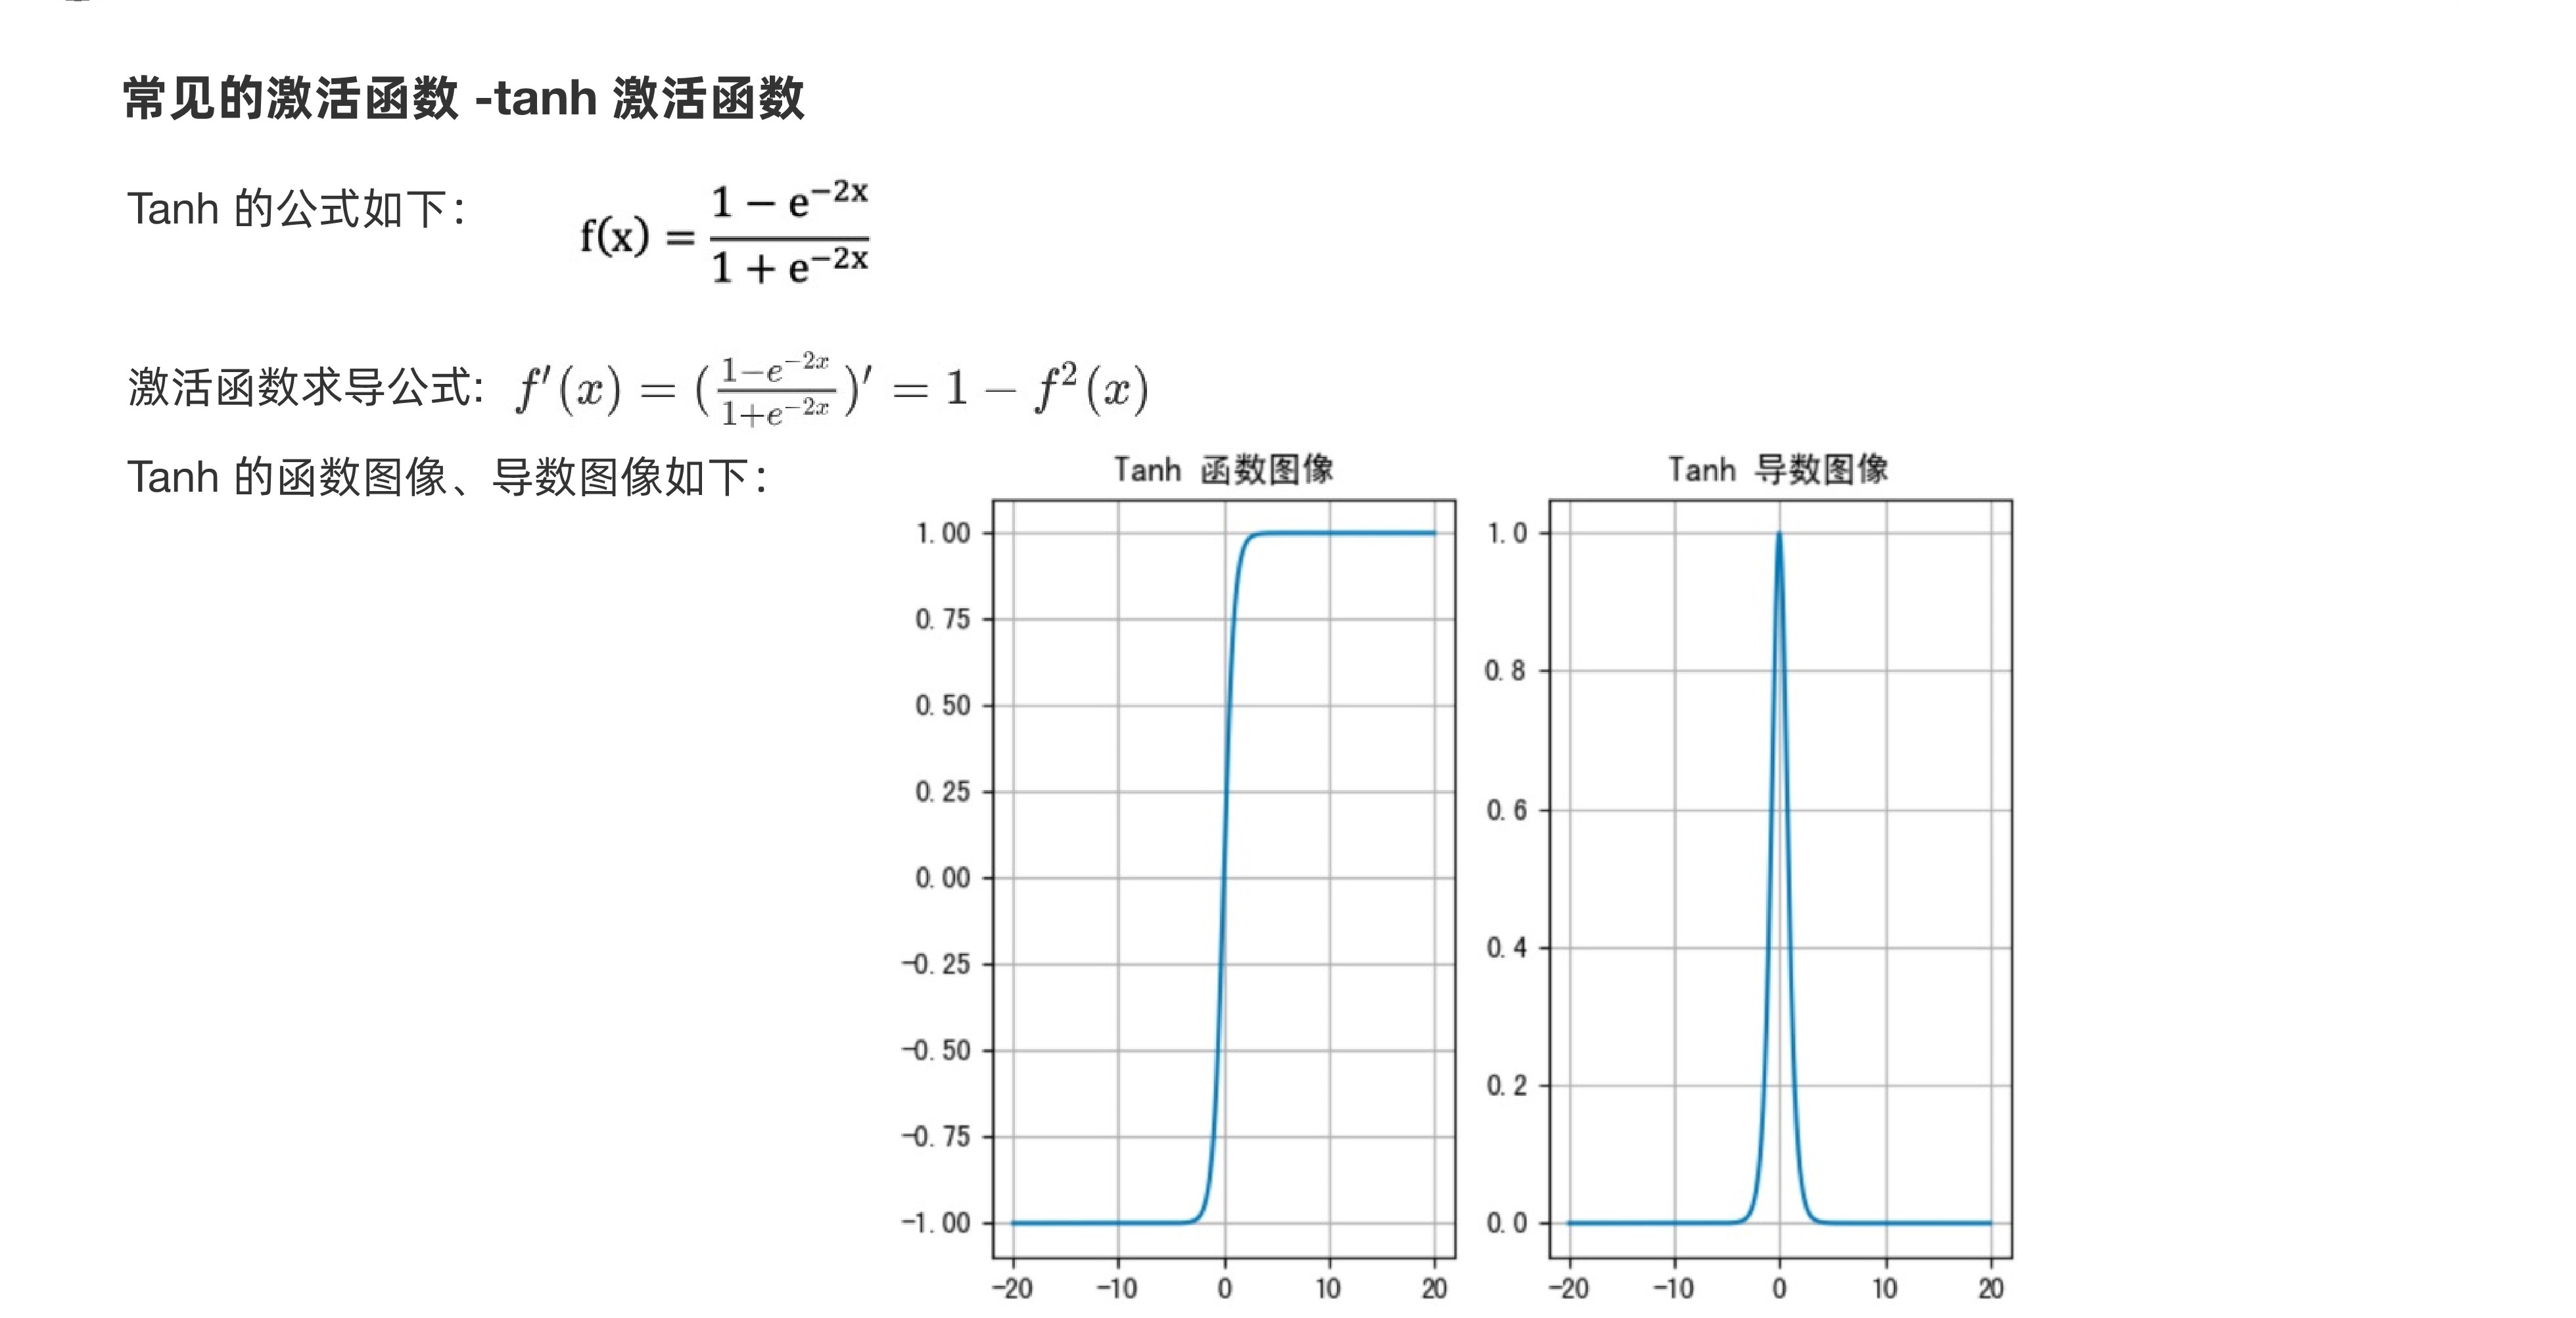 常见的激活函数 -tanh 激活函数
Tanh 的公式如下：
f(x) = \frac{1 − e^{−2x}}{1 + e^{−2x}}
激活函数求导公式: f′(x) = (\frac{1−e^{−2x}}{1+e^{−2x}})′ = 1 − f²(x)
Tanh 的函数图像、导数图像如下：
Tanh 函数图像
1.00
0.75
0.50
0.25
0.00
−0.25
−0.50
−0.75
−1.00
−20 −10 0 10 20
Tanh 导数图像
1.0
0.8
0.6
0.4
0.2
0.0
−20 −10 0 10 20